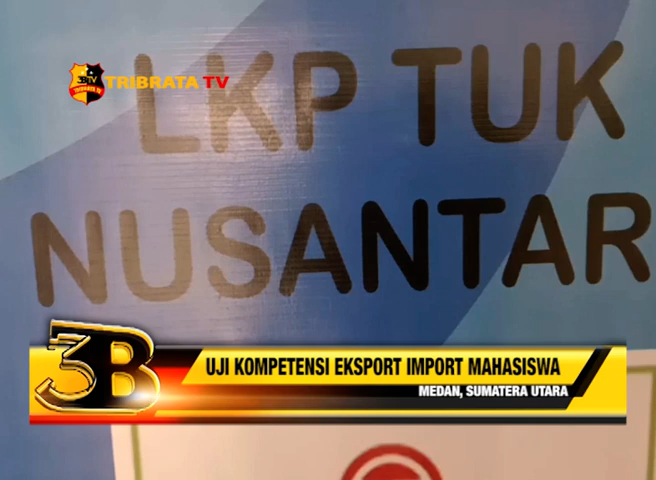 TRIBRATA TV
LKP TUK
NUSANTAR
3B
UJI KOMPETENSI EKSPORT IMPORT MAHASISWA
MEDAN, SUMATERA UTARA